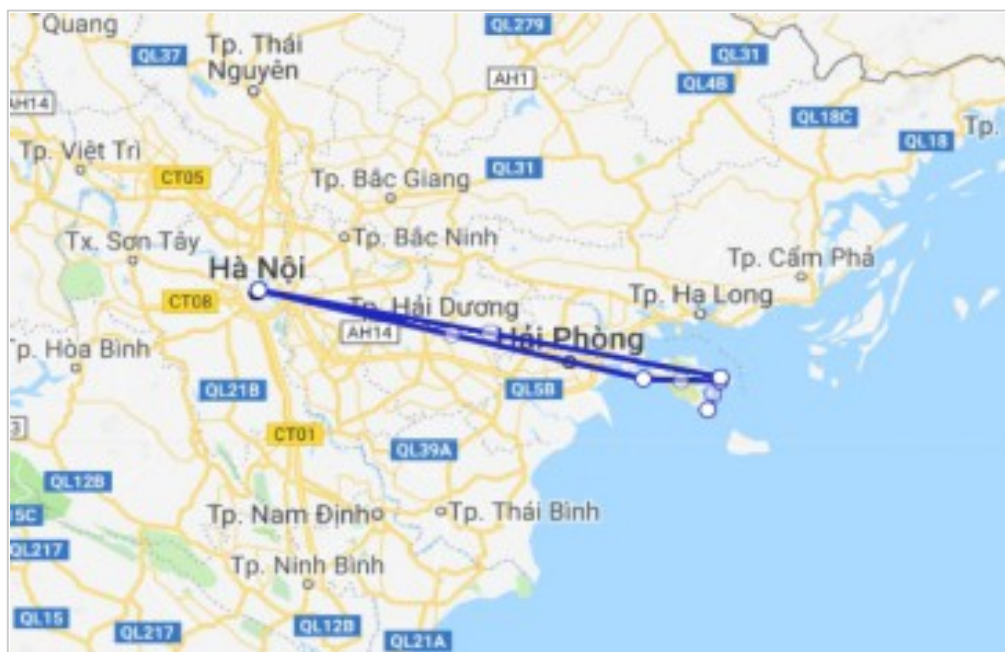 Quang
QL279
QL37
Tp. Thái
Nguyên
QL31
AH1
QL4B
AH14
QL18C
Tp.
QL18
Tp. Việt Trì
CT05
QL31
Tp. Bắc Giang
Tx. Sơn Tây
Tp. Bắc Ninh
Tp. Cẩm Phả
Hà Nội
CT08
Tp. Hải Dương
Tp. Hạ Long
AH14
Hải Phòng
Tp. Hòa Bình
QL21B
QL5B
3
CT01
QL39A
QL12B
15C
Tp. Nam Định
Tp. Thái Bình
QL217
Tp. Ninh Bình
QL15
QL217
QL12B
QL21A